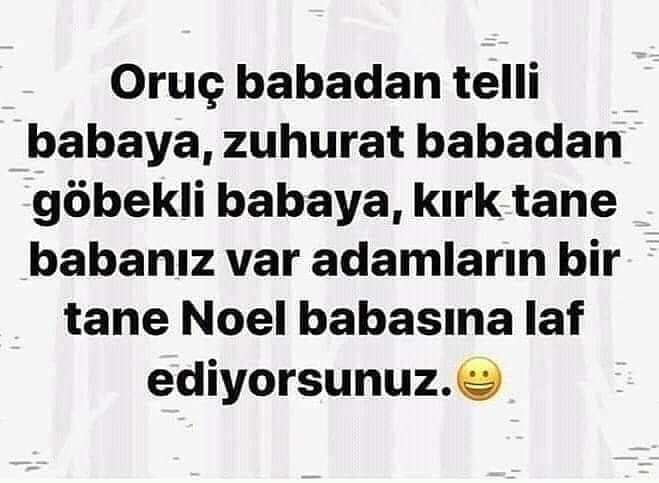 Oruç babadan telli
babaya, zuhurat babadan
göbekli babaya, kırk tane
babanız var adamların bir
tane Noel babasına laf
ediyorsunuz.😀